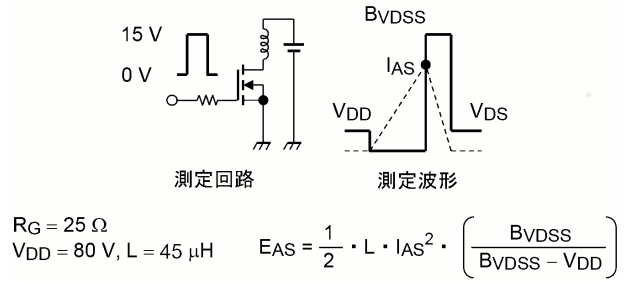 15 V
0 V
測定回路
BVDSS
IAS
VDD
VDS
測定波形
RG = 25 Ω
VDD = 80 V, L = 45 μH
EAS = 1/2 · L · IAS² · (BVDSS / (BVDSS − VDD))